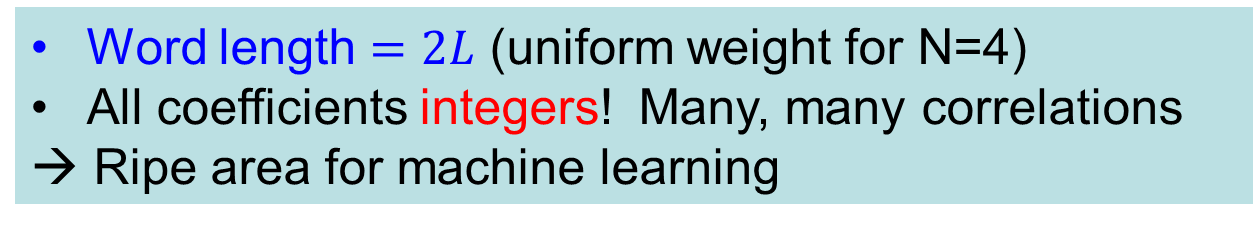 • Word length = 2L (uniform weight for N=4)
• All coefficients integers! Many, many correlations
→ Ripe area for machine learning